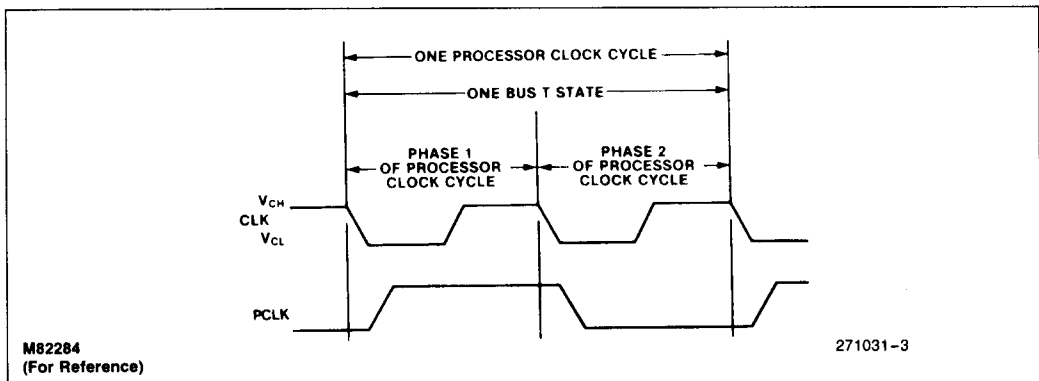 ONE PROCESSOR CLOCK CYCLE
ONE BUS T STATE
PHASE 1
OF PROCESSOR
CLOCK CYCLE
PHASE 2
OF PROCESSOR
CLOCK CYCLE
VCH
CLK
VCL
PCLK
M82284
(For Reference)
271031-3